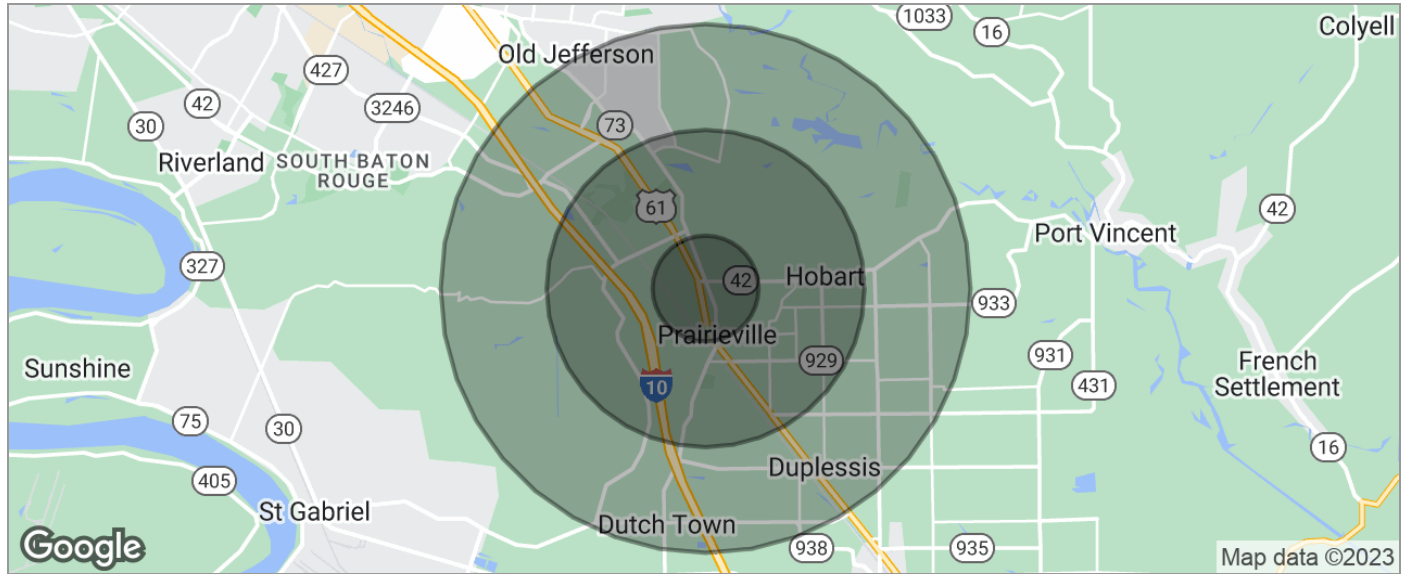 1033
16
Colyell
Old Jefferson
427
42
3246
30
73
Riverland
SOUTH BATON
ROUGE
61
42
Port Vincent
327
42
Hobart
933
Prairieville
Sunshine
929
931
French
Settlement
10
431
75
30
16
405
Duplessis
St Gabriel
Dutch Town
938
935
Google
Map data ©2023